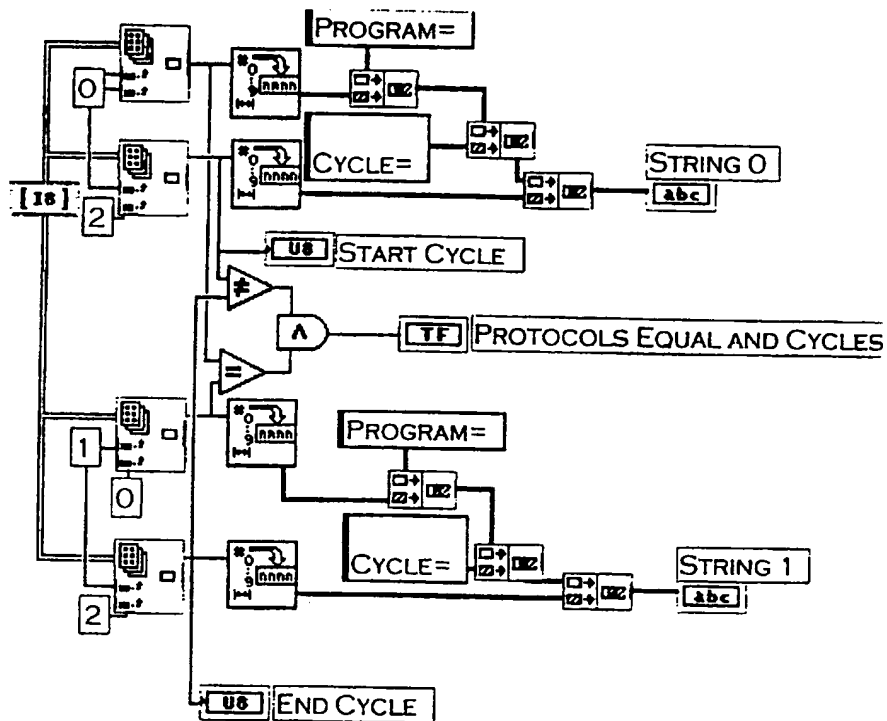 PROGRAM=
0
CYCLE=
STRING 0
abc
[I8]
2
U8 START CYCLE
≠
∧
TF PROTOCOLS EQUAL AND CYCLES
=
1
PROGRAM=
0
CYCLE=
STRING 1
abc
2
U8 END CYCLE